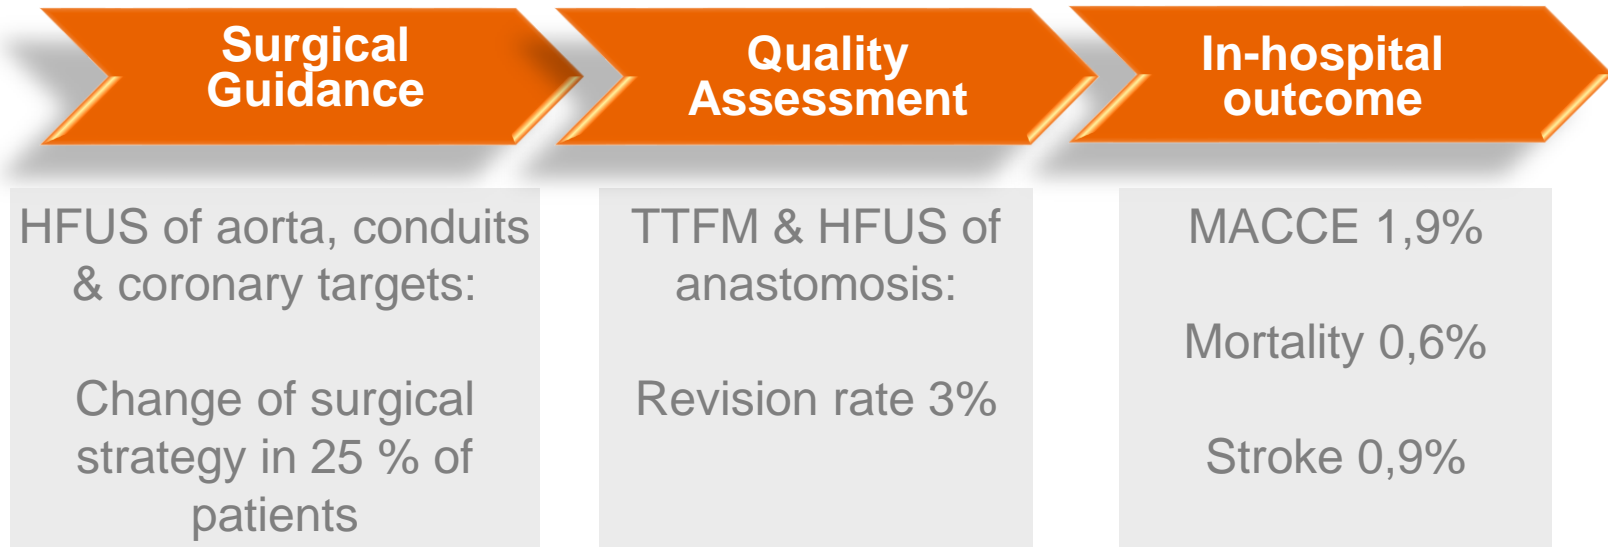 Surgical
Guidance
Quality
Assessment
In-hospital
outcome
HFUS of aorta, conduits
& coronary targets:
Change of surgical
strategy in 25 % of
patients
TTFM & HFUS of
anastomosis:
Revision rate 3%
MACCE 1,9%
Mortality 0,6%
Stroke 0,9%